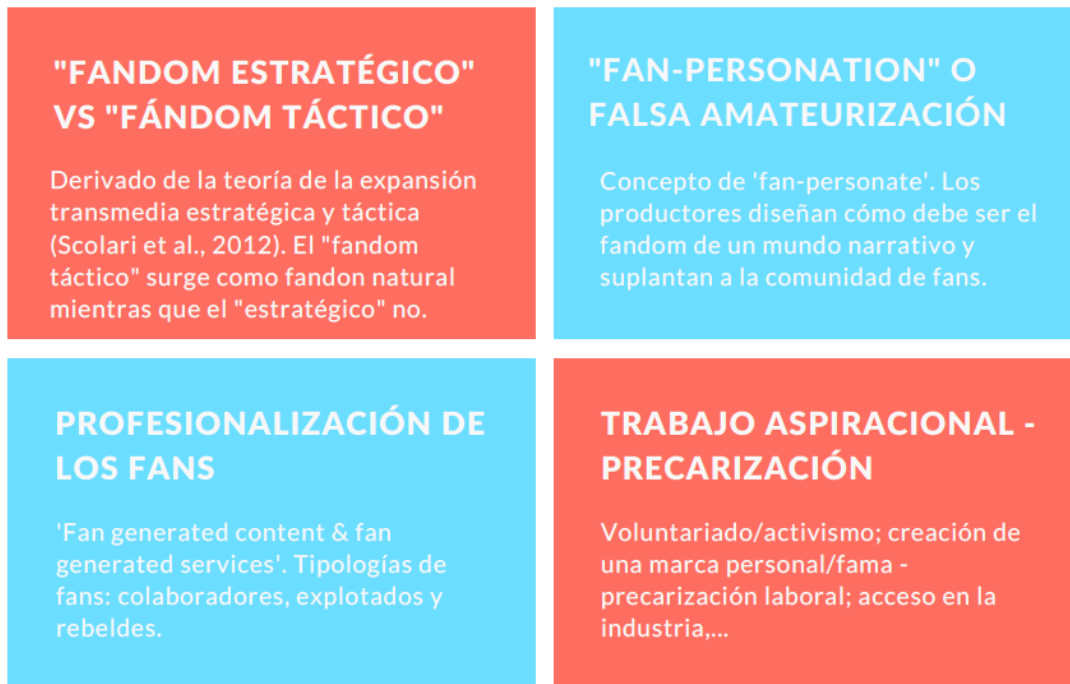 "FANDOM ESTRATÉGICO"
VS "FÁNDOM TÁCTICO"
Derivado de la teoría de la expansión
transmedia estratégica y táctica
(Scolari et al., 2012). El "fandom
táctico" surge como fandon natural
mientras que el "estratégico" no.
"FAN-PERSONATION" O
FALSA AMATEURIZACIÓN
Concepto de 'fan-personate'. Los
productores diseñan cómo debe ser el
fandom de un mundo narrativo y
suplantan a la comunidad de fans.
PROFESIONALIZACIÓN DE
LOS FANS
'Fan generated content & fan
generated services'. Tipologías de
fans: colaboradores, explotados y
rebeldes.
TRABAJO ASPIRACIONAL -
PRECARIZACIÓN
Voluntariado/activismo; creación de
una marca personal/fama -
precarización laboral; acceso en la
industria,...